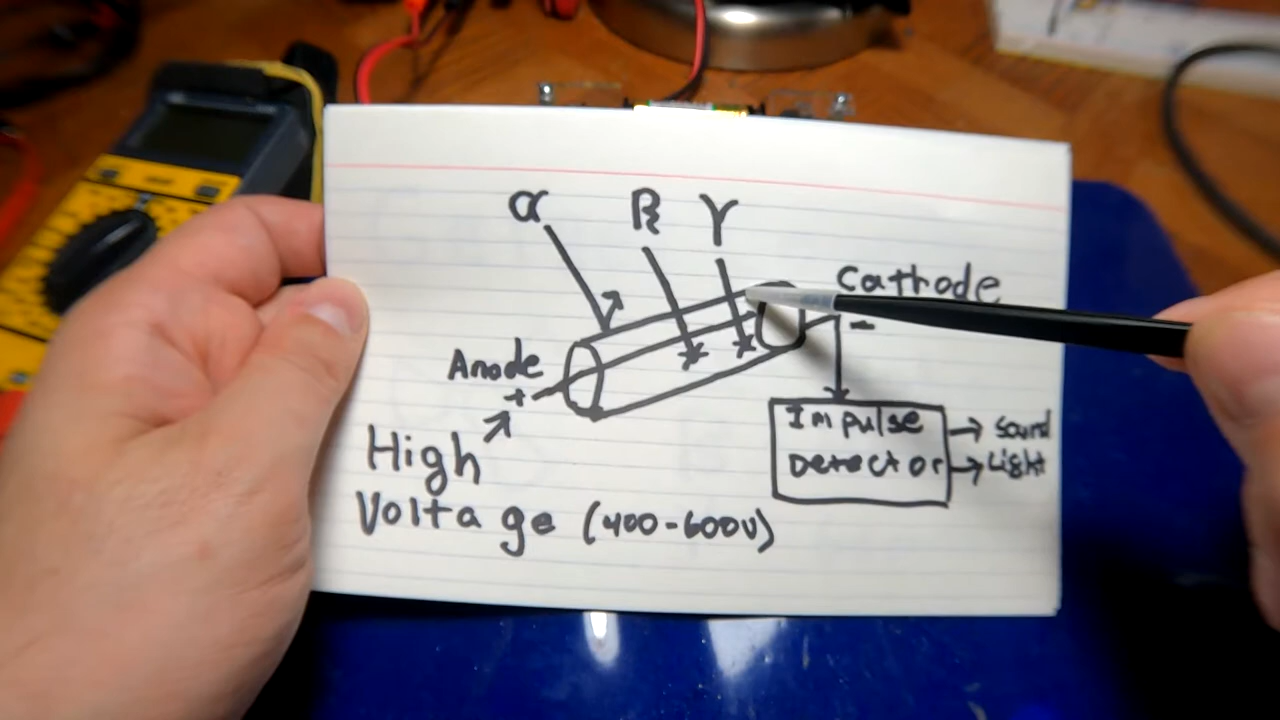 α β γ
Cathode
−
Anode
+
High
Voltage (400-600V)
Impulse
Detector
Sound
Light